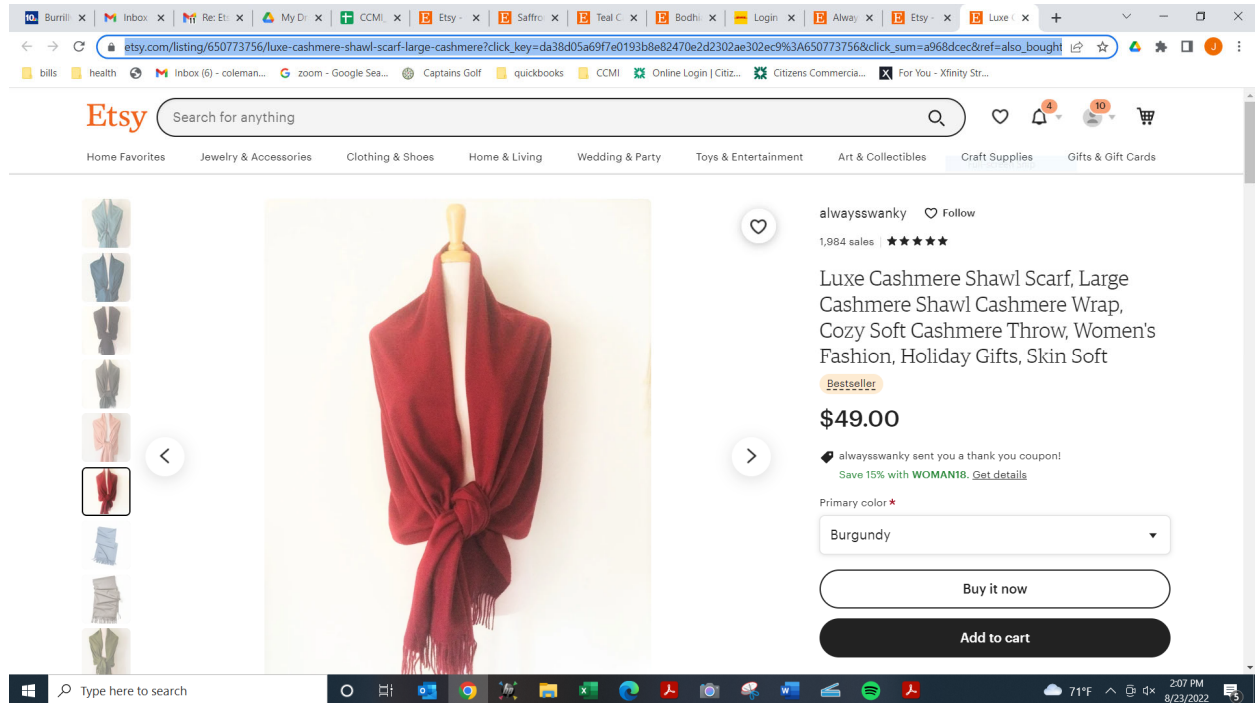 Burrilli
Inbox
Re: Ets
My Dr
CCMI_
Etsy -
Saffro
Teal C
Bodhi
Login
Alway
Etsy -
Luxe (
etsy.com/listing/650773756/luxe-cashmere-shawl-scarf-large-cashmere?click_key=da38d05a69f7e0193b8e82470e2d2302ae302ec9%3A650773756&click_sum=a968dcec&ref=also_bought
J
bills
health
Inbox (6) - coleman...
zoom - Google Sea...
Captains Golf
quickbooks
CCMI
Online Login | Citiz...
Citizens Commercia...
For You - Xfinity Str...
Etsy
Search for anything
4
10
Home Favorites
Jewelry & Accessories
Clothing & Shoes
Home & Living
Wedding & Party
Toys & Entertainment
Art & Collectibles
Craft Supplies
Gifts & Gift Cards
alwaysswanky
Follow
1,984 sales
Luxe Cashmere Shawl Scarf, Large
Cashmere Shawl Cashmere Wrap,
Cozy Soft Cashmere Throw, Women's
Fashion, Holiday Gifts, Skin Soft
Bestseller
$49.00
alwaysswanky sent you a thank you coupon!
Save 15% with WOMAN18. Get details
Primary color *
Burgundy
Buy it now
Add to cart
Type here to search
71°F
2:07 PM
8/23/2022
5